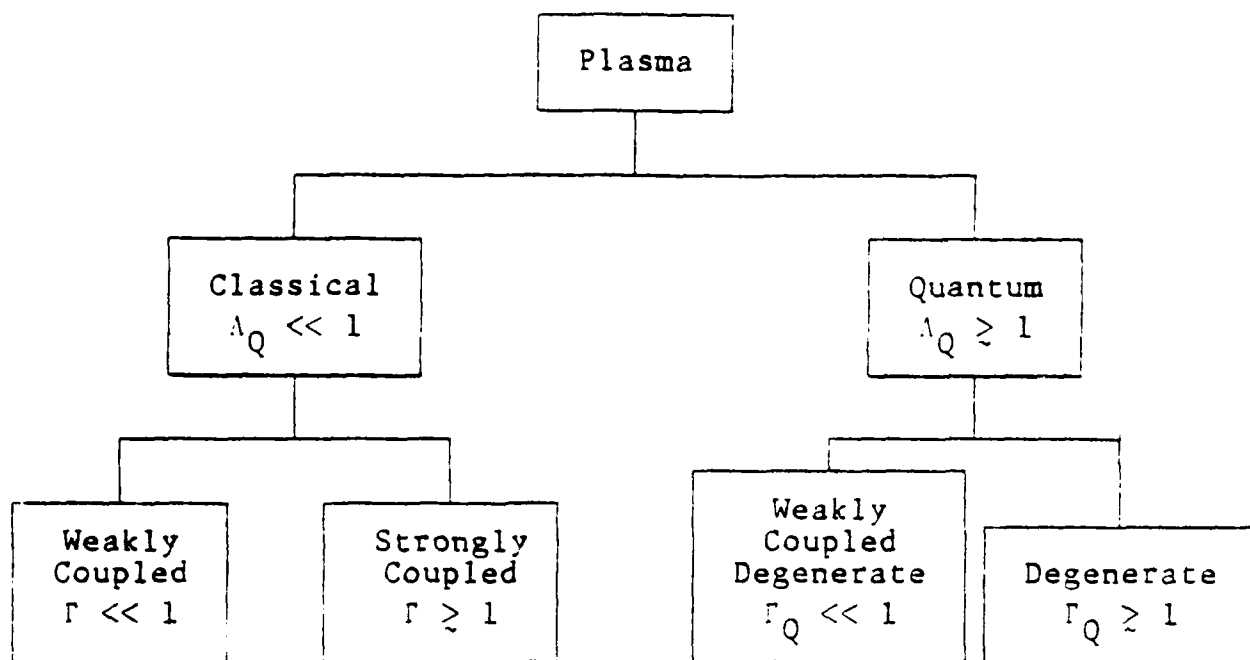 Plasma
Classical
Λ_Q << 1
Quantum
Λ_Q ≳ 1
Weakly
Coupled
Γ << 1
Strongly
Coupled
Γ ≳ 1
Weakly
Coupled
Degenerate
Γ_Q << 1
Degenerate
Γ_Q ≳ 1